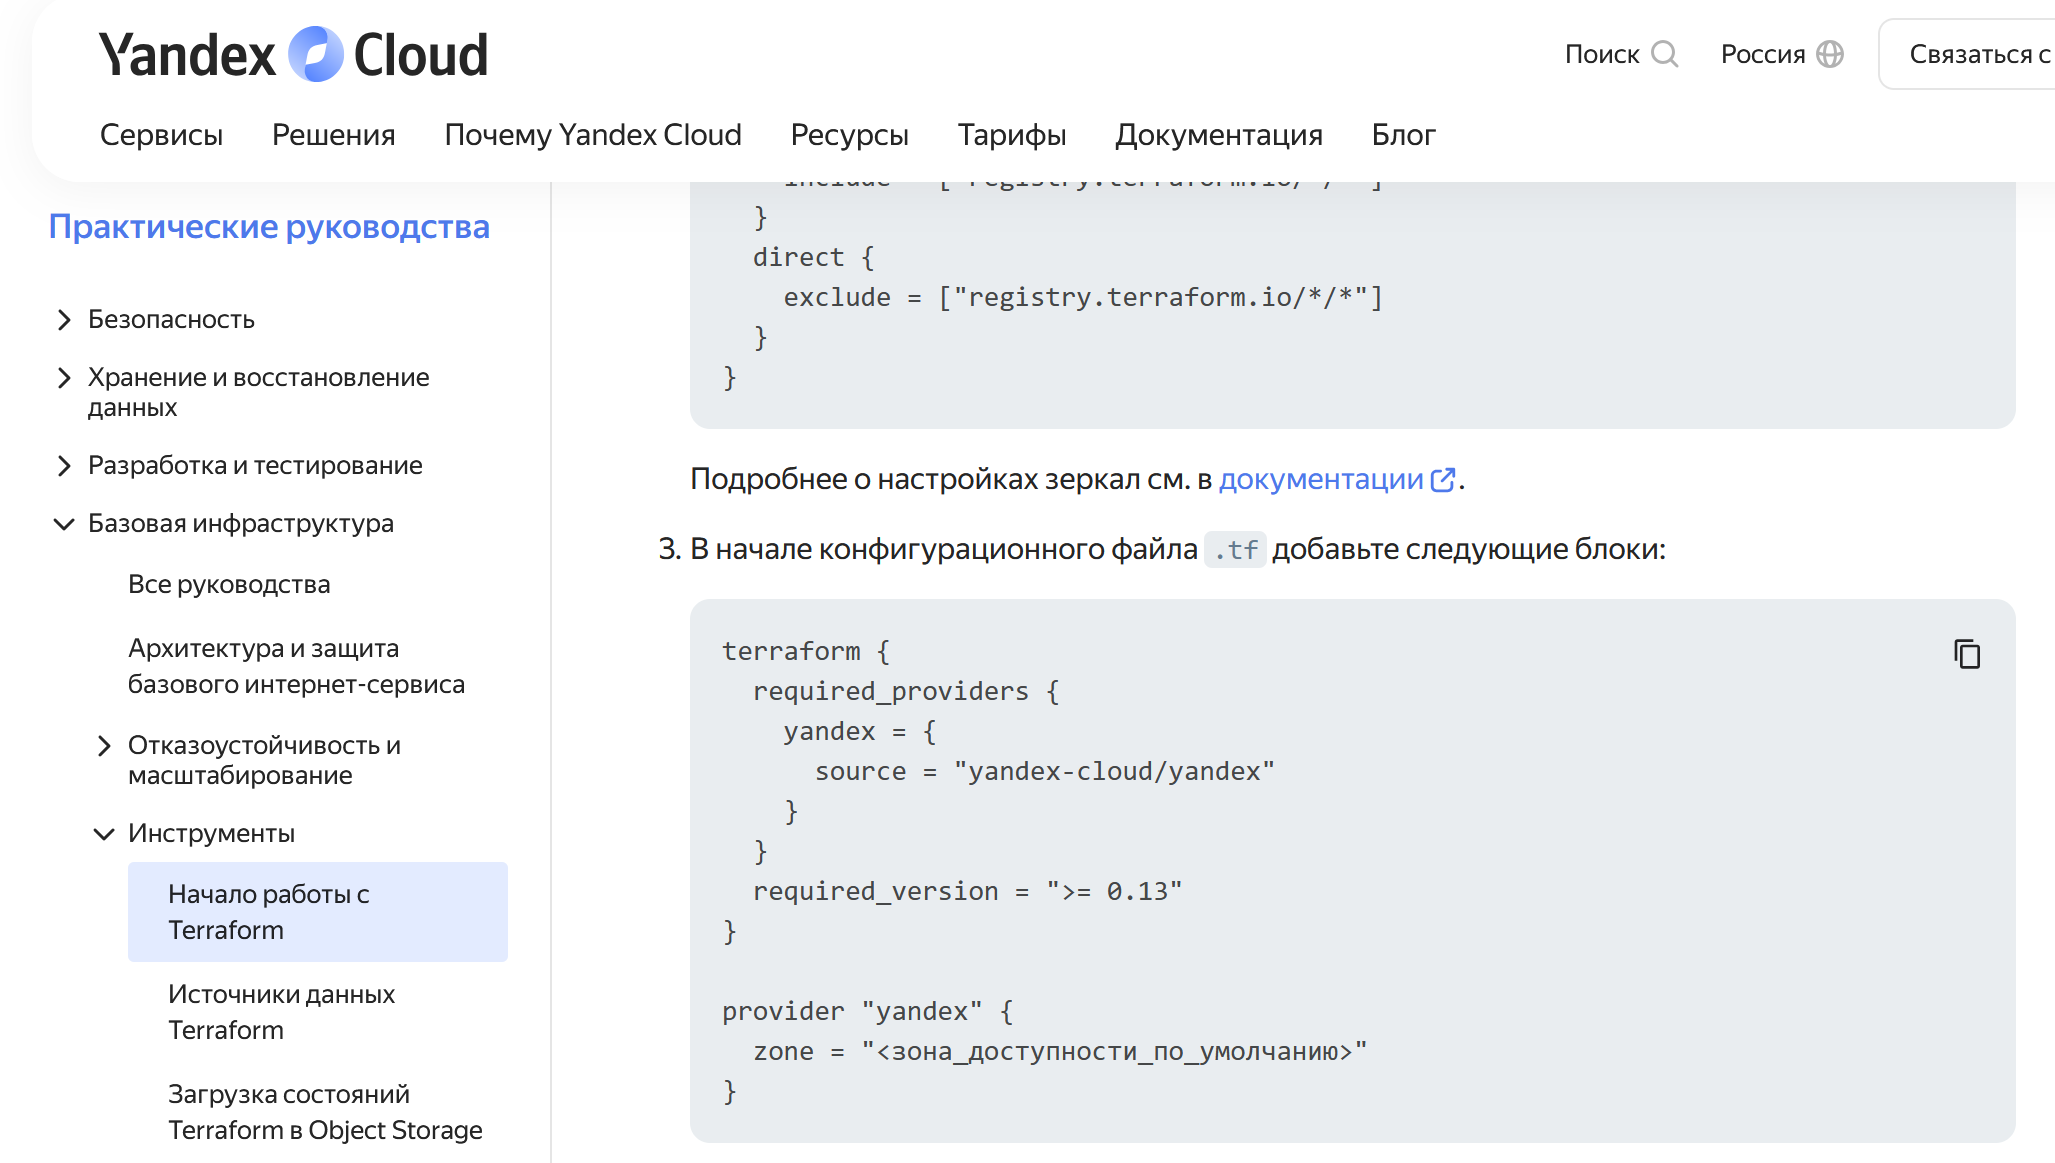 Yandex Cloud
Поиск
Россия
Связаться с
Сервисы
Решения
Почему Yandex Cloud
Ресурсы
Тарифы
Документация
Блог
Практические руководства
Безопасность
Хранение и восстановление
данных
Разработка и тестирование
Базовая инфраструктура
Все руководства
Архитектура и защита
базового интернет-сервиса
Отказоустойчивость и
масштабирование
Инструменты
Начало работы с
Terraform
Источники данных
Terraform
Загрузка состояний
Terraform в Object Storage
}
direct {
exclude = ["registry.terraform.io/*/*"]
}
}
Подробнее о настройках зеркал см. в документации.
3. В начале конфигурационного файла .tf добавьте следующие блоки:
terraform {
required_providers {
yandex = {
source = "yandex-cloud/yandex"
}
}
required_version = ">= 0.13"
}
provider "yandex" {
zone = "<зона_доступности_по_умолчанию>"
}